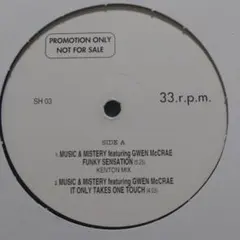 PROMOTION ONLY
NOT FOR SALE
SH 03
33.r.p.m.
SIDE A
1. MUSIC & MISTERY featuring GWEN McCRAE
FUNKY SENSATION
KENTON MIX
2. MUSIC & MISTERY featuring GWEN McCRAE
IT ONLY TAKES ONE TOUCH